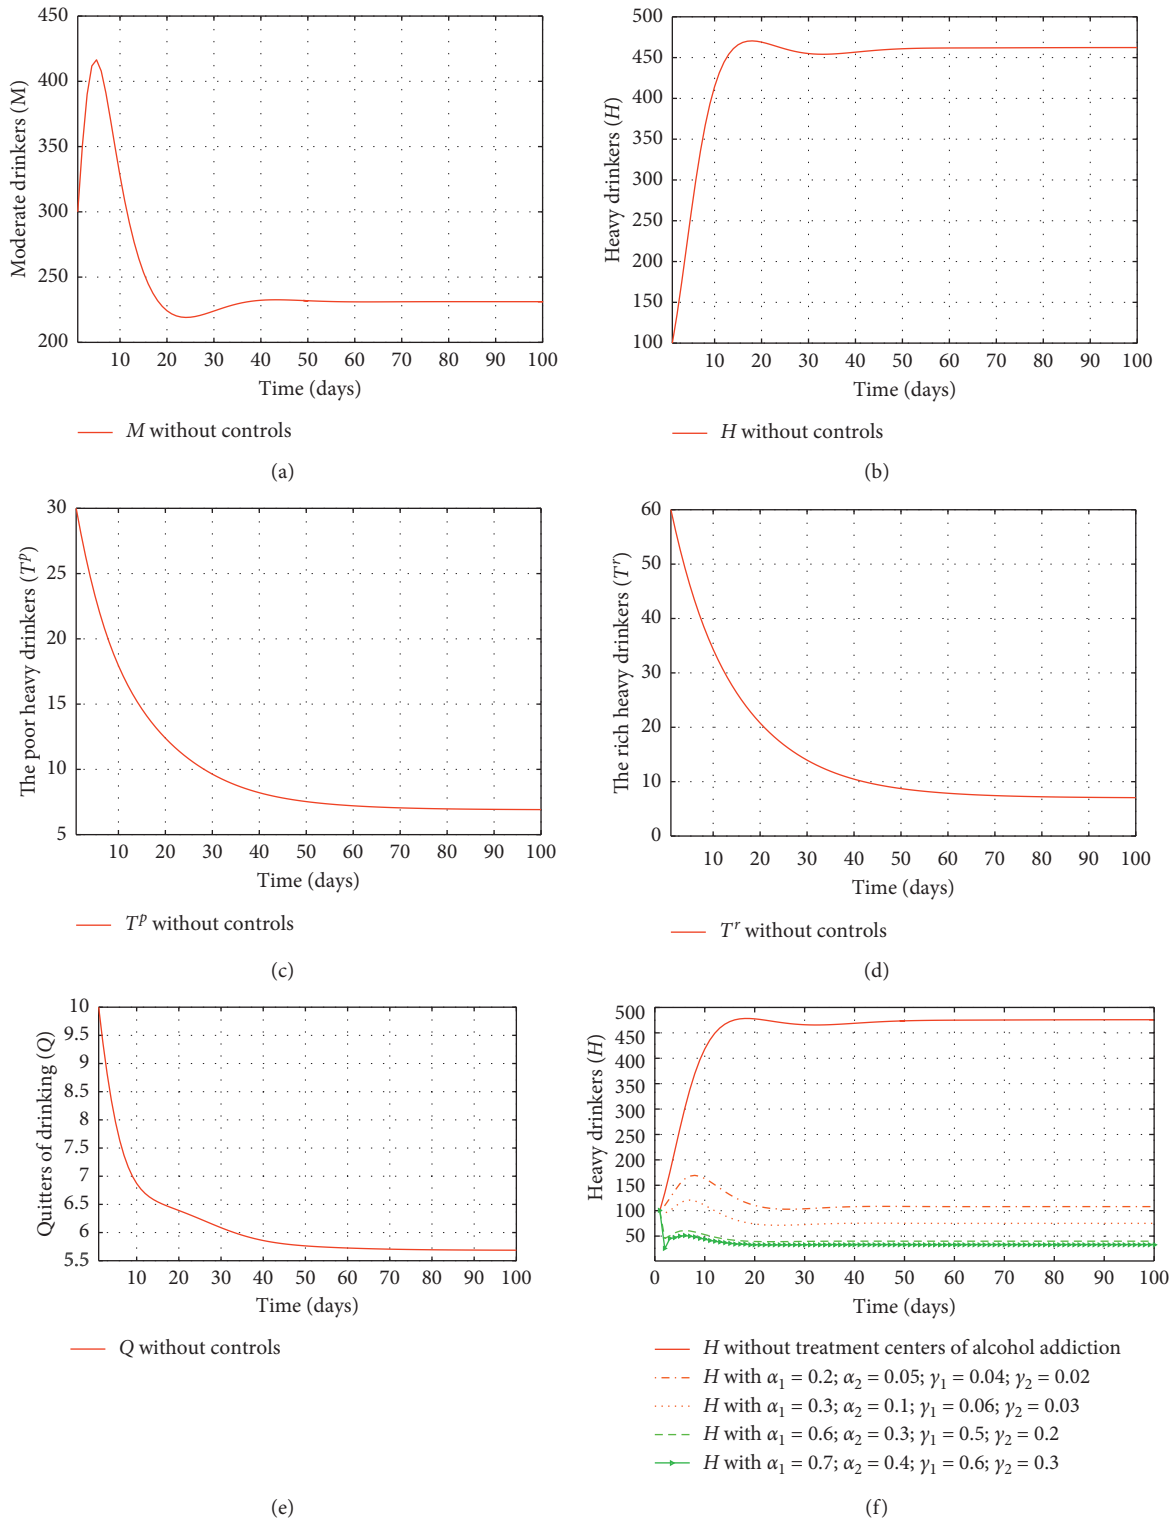 450
400
350
300
250
200
Moderate drinkers (M)
10 20 30 40 50 60 70 80 90 100
Time (days)
M without controls
(a)
500
450
400
350
300
250
200
150
100
Heavy drinkers (H)
10 20 30 40 50 60 70 80 90 100
Time (days)
H without controls
(b)
30
25
20
15
10
5
The poor heavy drinkers (Tᵖ)
10 20 30 40 50 60 70 80 90 100
Time (days)
Tᵖ without controls
(c)
60
50
40
30
20
10
0
The rich heavy drinkers (Tʳ)
10 20 30 40 50 60 70 80 90 100
Time (days)
Tʳ without controls
(d)
10
9.5
9
8.5
8
7.5
7
6.5
6
5.5
Quitters of drinking (Q)
10 20 30 40 50 60 70 80 90 100
Time (days)
Q without controls
(e)
500
450
400
350
300
250
200
150
100
50
Heavy drinkers (H)
0 10 20 30 40 50 60 70 80 90 100
Time (days)
H without treatment centers of alcohol addiction
H with α₁ = 0.2; α₂ = 0.05; γ₁ = 0.04; γ₂ = 0.02
H with α₁ = 0.3; α₂ = 0.1; γ₁ = 0.06; γ₂ = 0.03
H with α₁ = 0.6; α₂ = 0.3; γ₁ = 0.5; γ₂ = 0.2
H with α₁ = 0.7; α₂ = 0.4; γ₁ = 0.6; γ₂ = 0.3
(f)